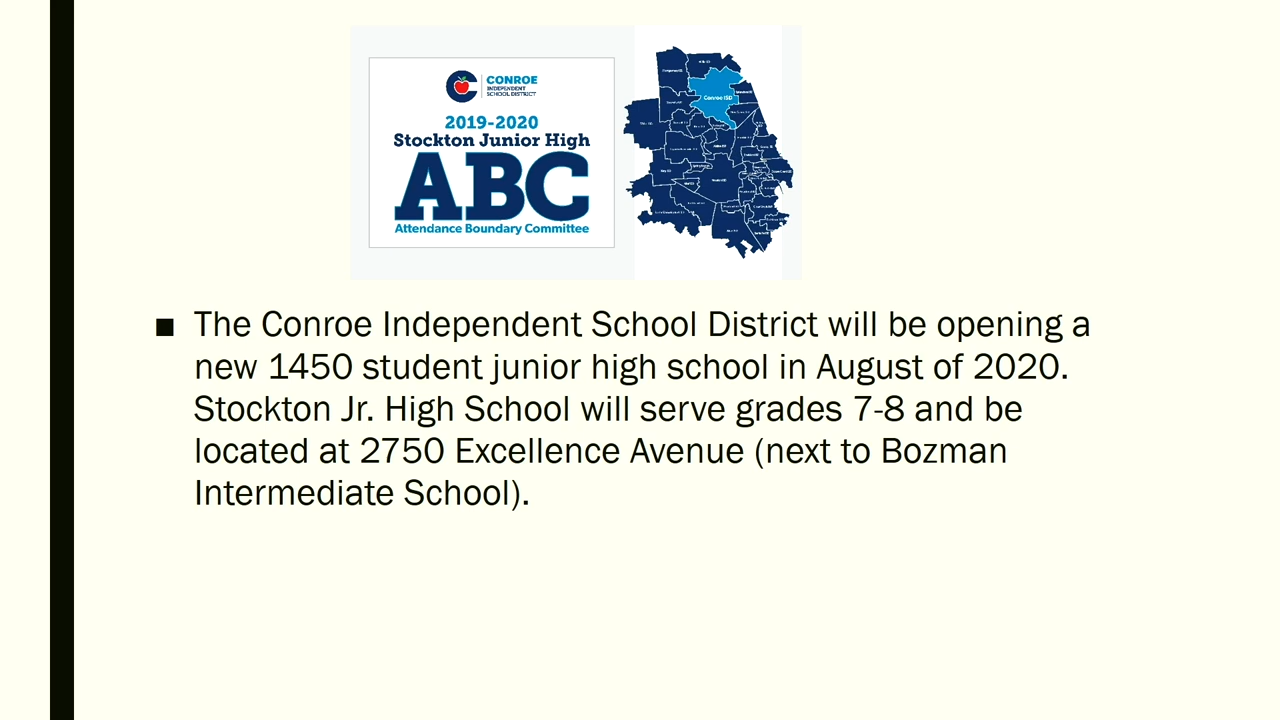 CONROE
INDEPENDENT
SCHOOL DISTRICT
2019-2020
Stockton Junior High
ABC
Attendance Boundary Committee
Conroe ISD
■ The Conroe Independent School District will be opening a
new 1450 student junior high school in August of 2020.
Stockton Jr. High School will serve grades 7-8 and be
located at 2750 Excellence Avenue (next to Bozman
Intermediate School).